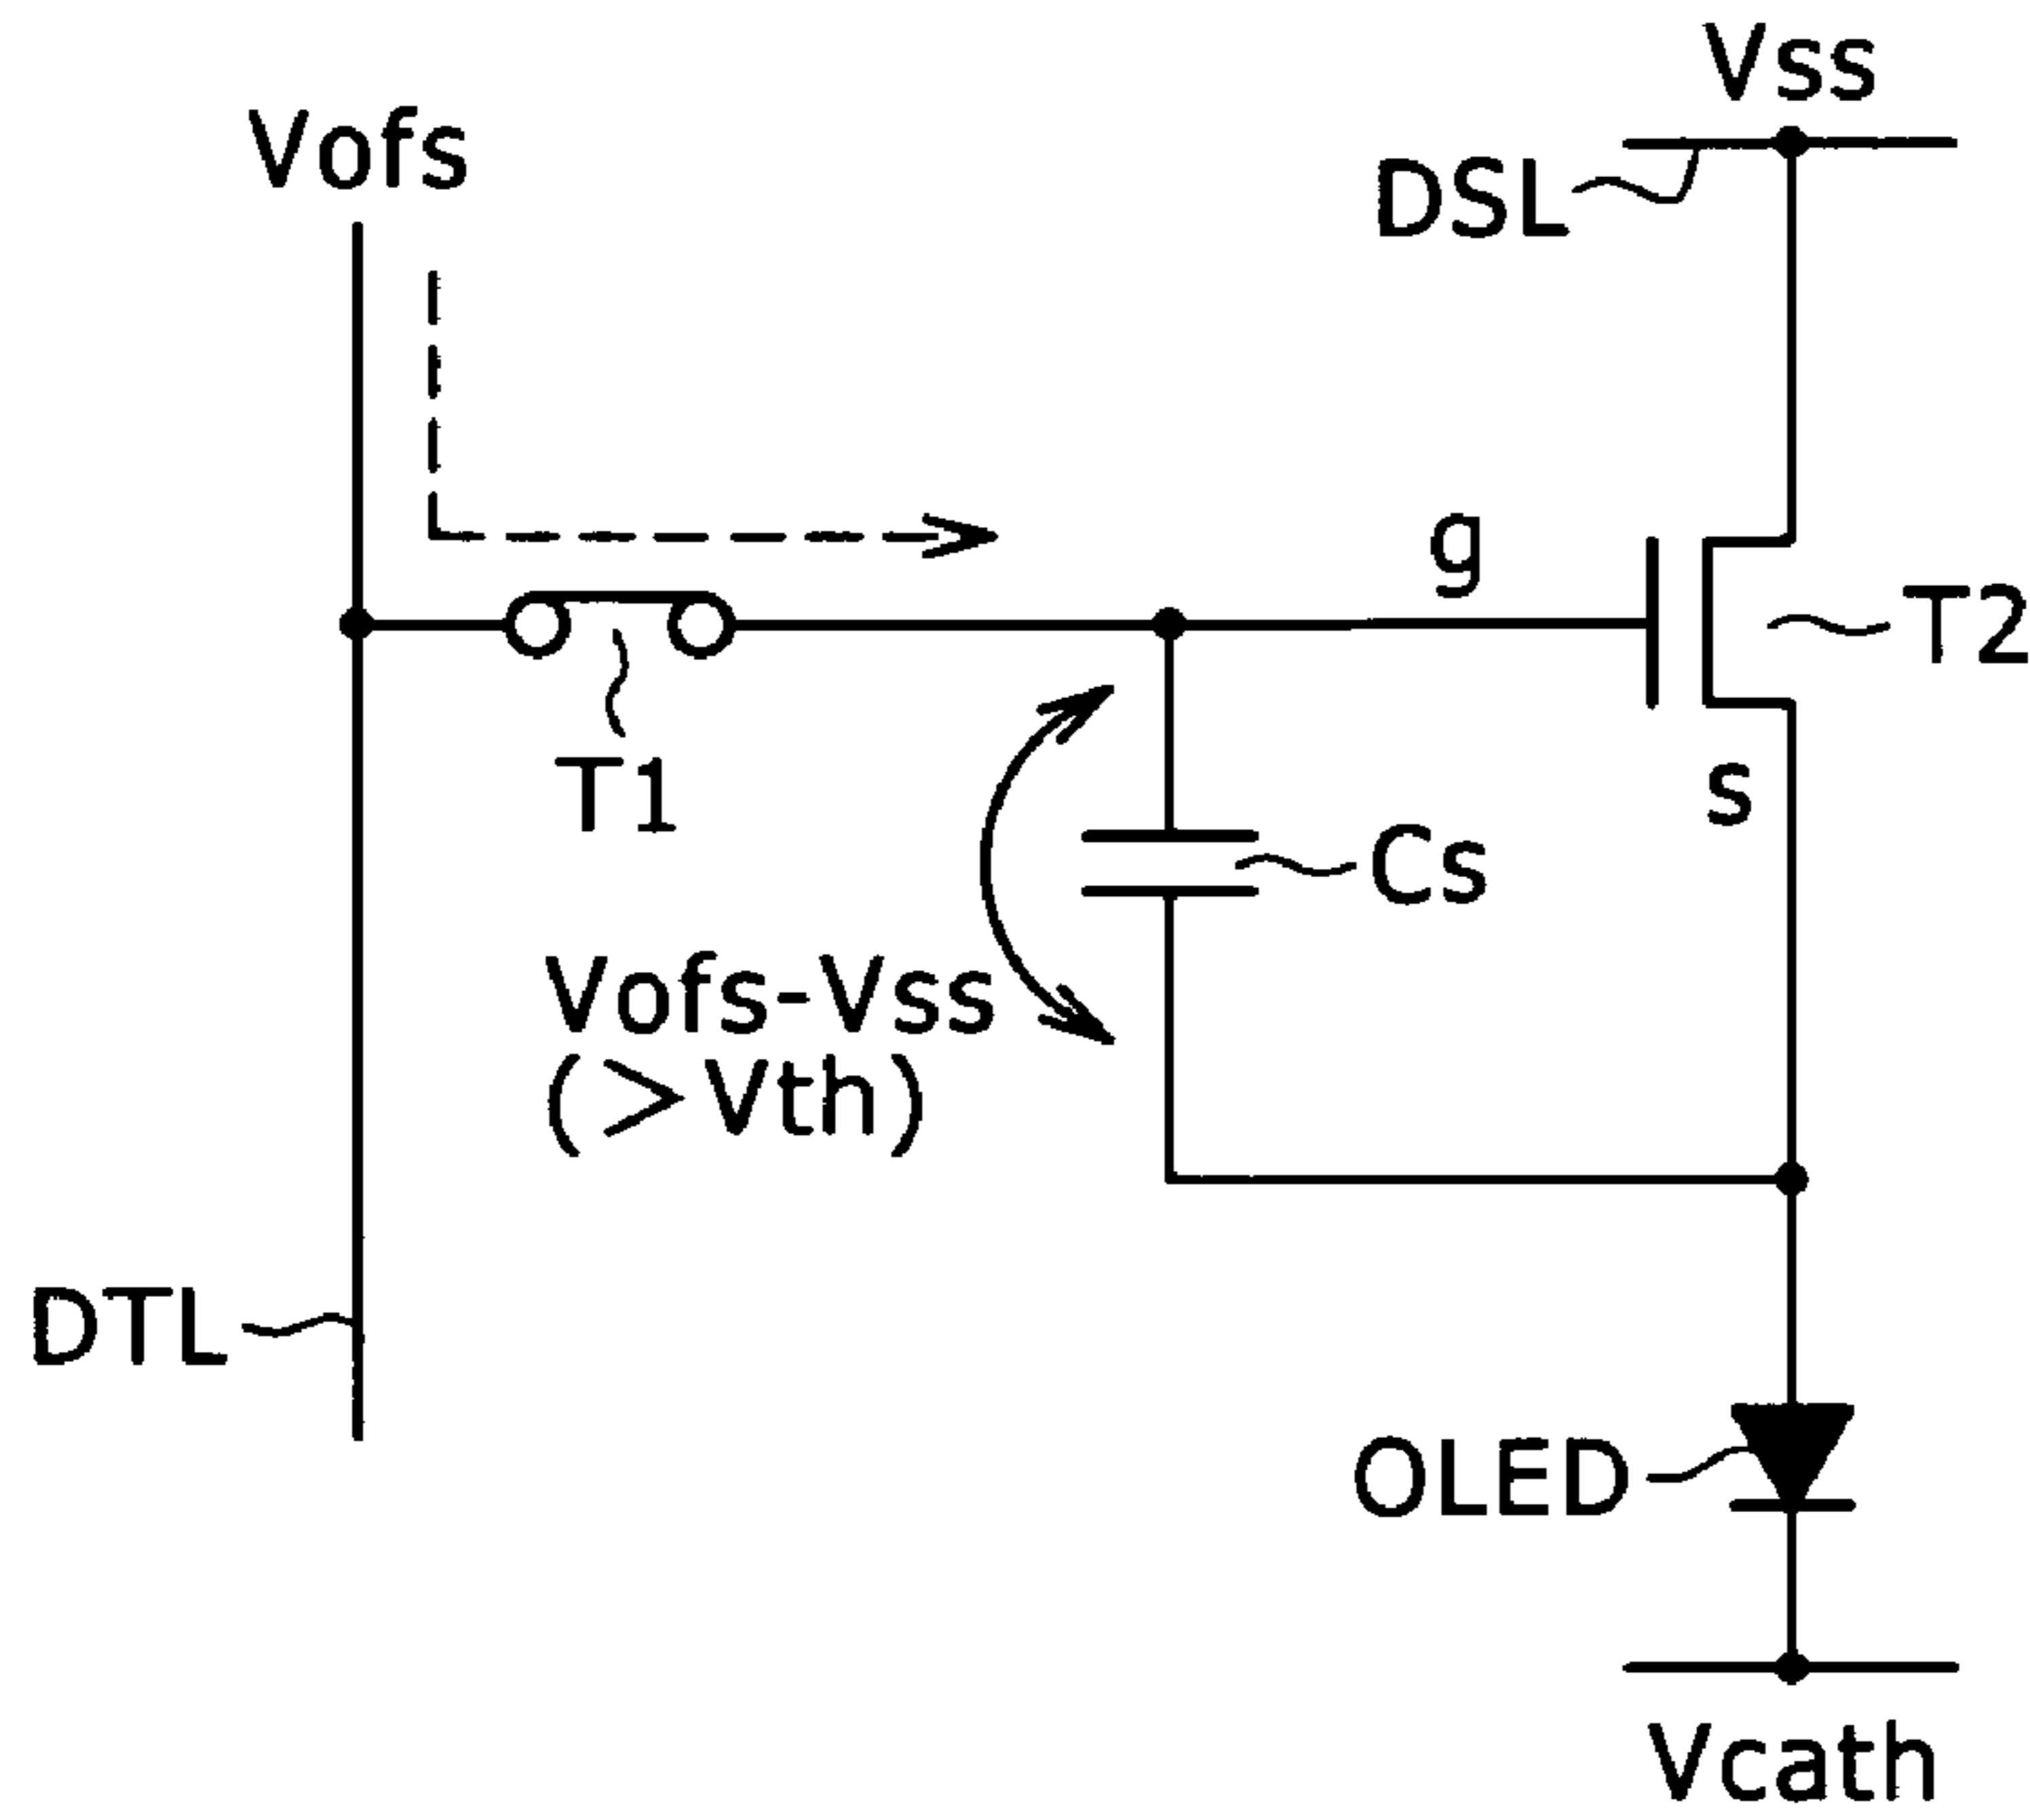 Vss
Vofs
DSL
g
T2
T1
s
Cs
Vofs-Vss
(>Vth)
DTL
OLED
Vcath